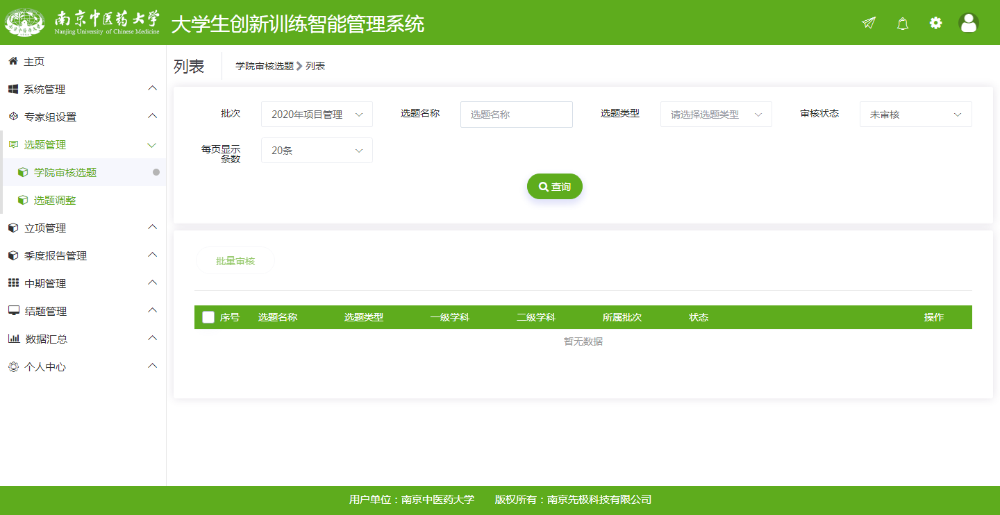 南京中医药大学
Nanjing University of Chinese Medicine
大学生创新训练智能管理系统
主页
系统管理
专家组设置
选题管理
学院审核选题
选题调整
立项管理
季度报告管理
中期管理
结题管理
数据汇总
个人中心
列表
学院审核选题 列表
批次 2020年项目管理 选题名称 选题名称 选题类型 请选择选题类型 审核状态 未审核
每页显示 20条
条数
查询
批量审核
序号 选题名称 选题类型 一级学科 二级学科 所属批次 状态 操作
暂无数据
用户单位：南京中医药大学 版权所有：南京先极科技有限公司